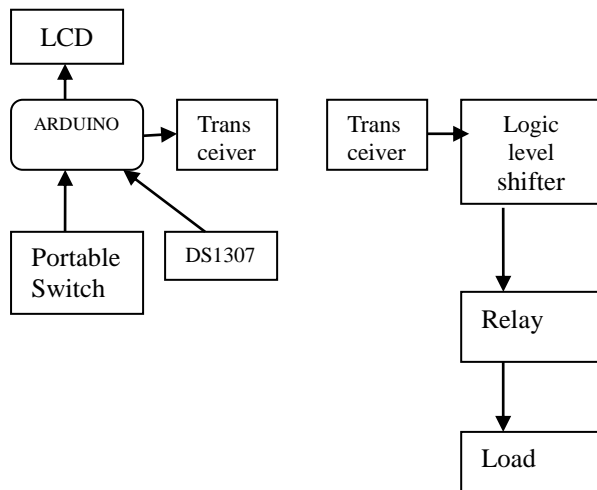 LCD
ARDUINO
Trans
ceiver
Trans
ceiver
Logic
level
shifter
Portable
Switch
DS1307
Relay
Load